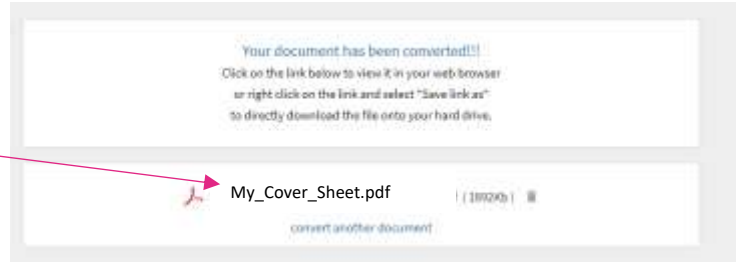 Your document has been converted!!!
Click on the link below to view it in your web browser
or right click on the link and select "Save link as"
to directly download the file onto your hard drive.
My_Cover_Sheet.pdf
convert another document